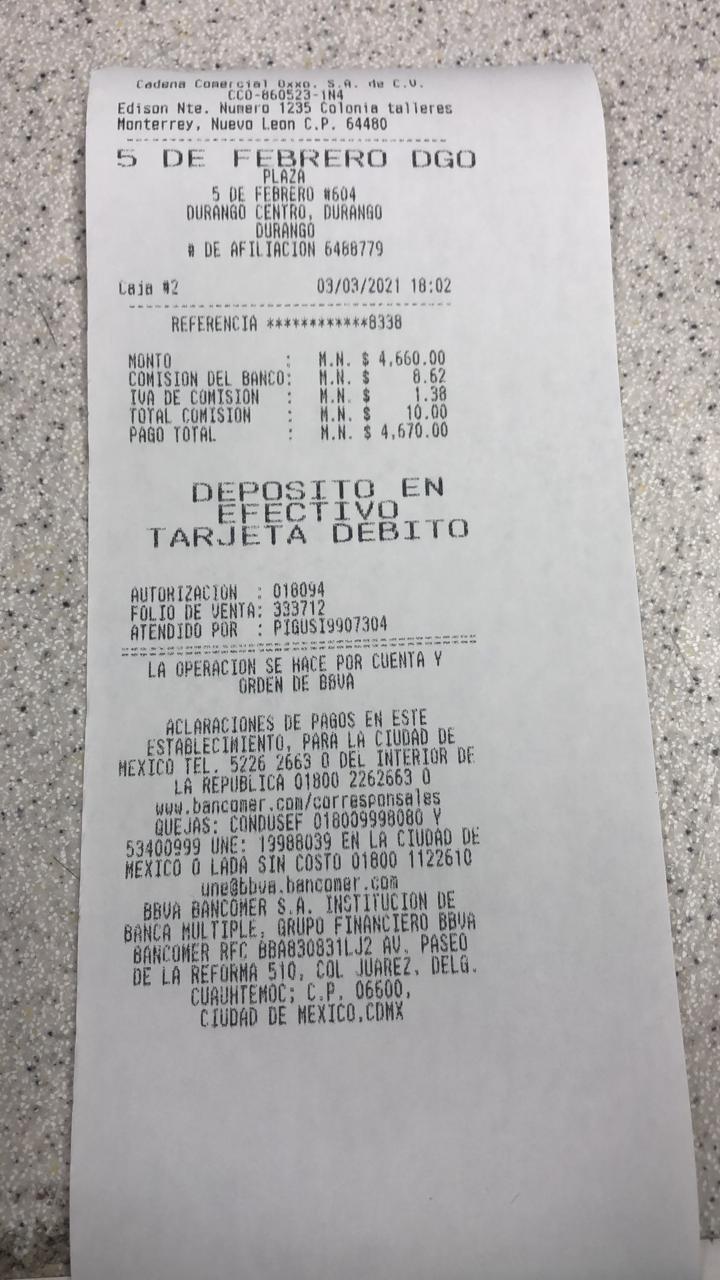 Cadena Comercial Oxxo, S.A. de C.V.
CCO-860523-1N4
Edison Nte. Numero 1235 Colonia talleres
Monterrey, Nuevo Leon C.P. 64480
5 DE FEBRERO DGO
PLAZA
5 DE FEBRERO #604
DURANGO CENTRO, DURANGO
DURANGO
# DE AFILIACION 6488779
Caja #2 03/03/2021 18:02
REFERENCIA ************8338
MONTO : M.N. $ 4,660.00
COMISION DEL BANCO: M.N. $ 8.62
IVA DE COMISION : M.N. $ 1.38
TOTAL COMISION : M.N. $ 10.00
PAGO TOTAL : M.N. $ 4,670.00
DEPOSITO EN
EFECTIVO
TARJETA DEBITO
AUTORIZACION : 018094
FOLIO DE VENTA: 333712
ATENDIDO POR : PIGUSI9907304
LA OPERACION SE HACE POR CUENTA Y
ORDEN DE BBVA
ACLARACIONES DE PAGOS EN ESTE
ESTABLECIMIENTO, PARA LA CIUDAD DE
MEXICO TEL. 5226 2663 O DEL INTERIOR DE
LA REPUBLICA 01800 2262663 O
www.bancomer.com/corresponsales
QUEJAS: CONDUSEF 018009998080 Y
53400999 UNE: 19988039 EN LA CIUDAD DE
MEXICO O LADA SIN COSTO 01800 1122610
une@bbva.bancomer.com
BBVA BANCOMER S.A. INSTITUCION DE
BANCA MULTIPLE, GRUPO FINANCIERO BBVA
BANCOMER RFC BBA830831LJ2 AV. PASEO
DE LA REFORMA 510, COL JUAREZ, DELG.
CUAUHTEMOC; C.P. 06600,
CIUDAD DE MEXICO,CDMX